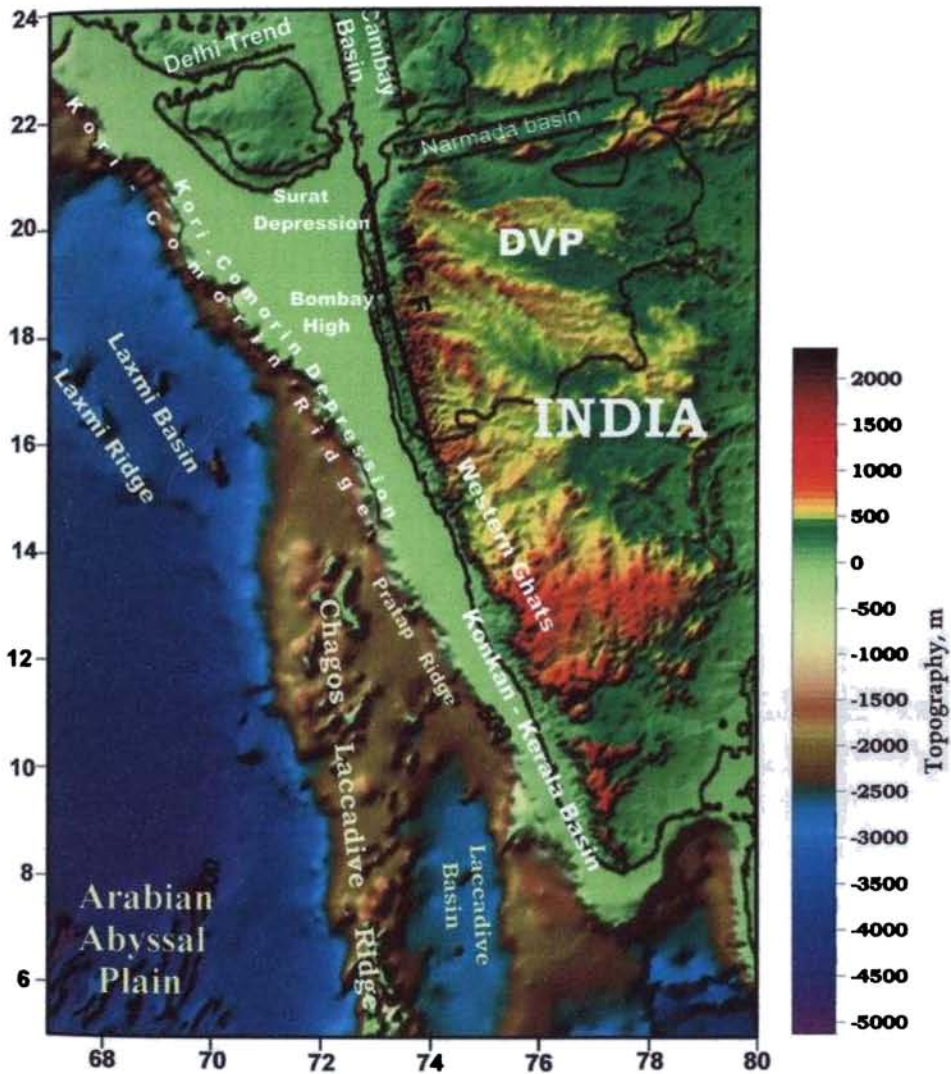 24
22
20
18
16
14
12
10
8
6
68
70
72
74
76
78
80
Delhi Trend
Cambay
Basin
Narmada basin
Kori - Comorin - Ridge
Kori - Comorin Depression
Surat
Depression
Bombay
High
DVP
INDIA
Western Ghats
Laxmi Basin
Laxmi Ridge
Pratap Ridge
Konkan - Kerala Basin
Chagos Laccadive Ridge
Laccadive
Basin
Arabian
Abyssal
Plain
2000
1500
1000
500
0
-500
-1000
-1500
-2000
-2500
-3000
-3500
-4000
-4500
-5000
Topography, m